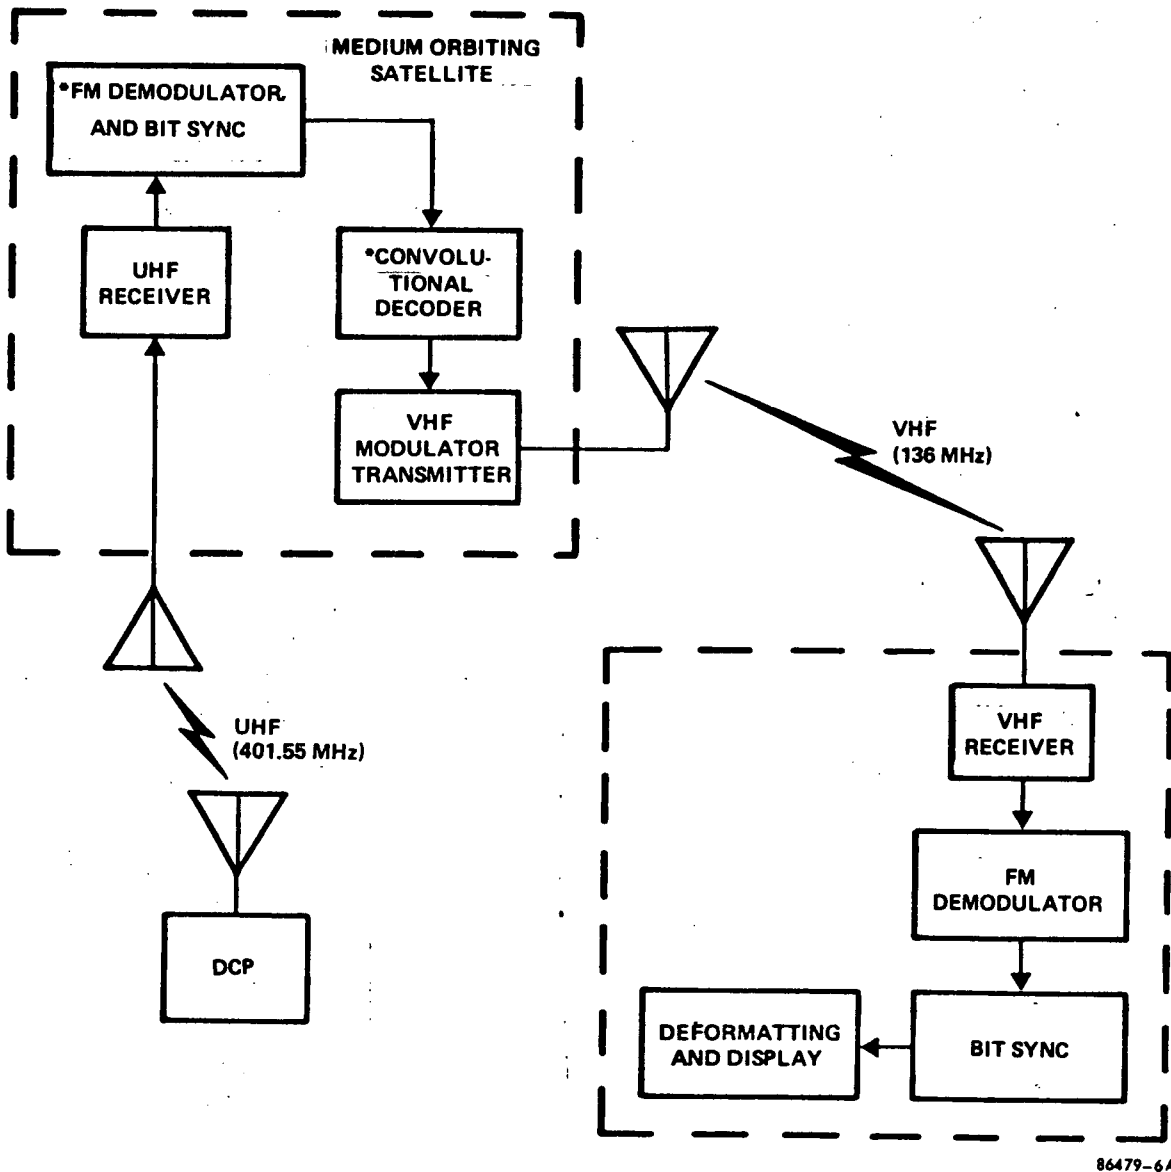 MEDIUM ORBITING
SATELLITE
*FM DEMODULATOR
AND BIT SYNC
UHF
RECEIVER
*CONVOLU-
TIONAL
DECODER
VHF
MODULATOR
TRANSMITTER
VHF
(136 MHz)
UHF
(401.55 MHz)
DCP
VHF
RECEIVER
FM
DEMODULATOR
BIT SYNC
DEFORMATTING
AND DISPLAY